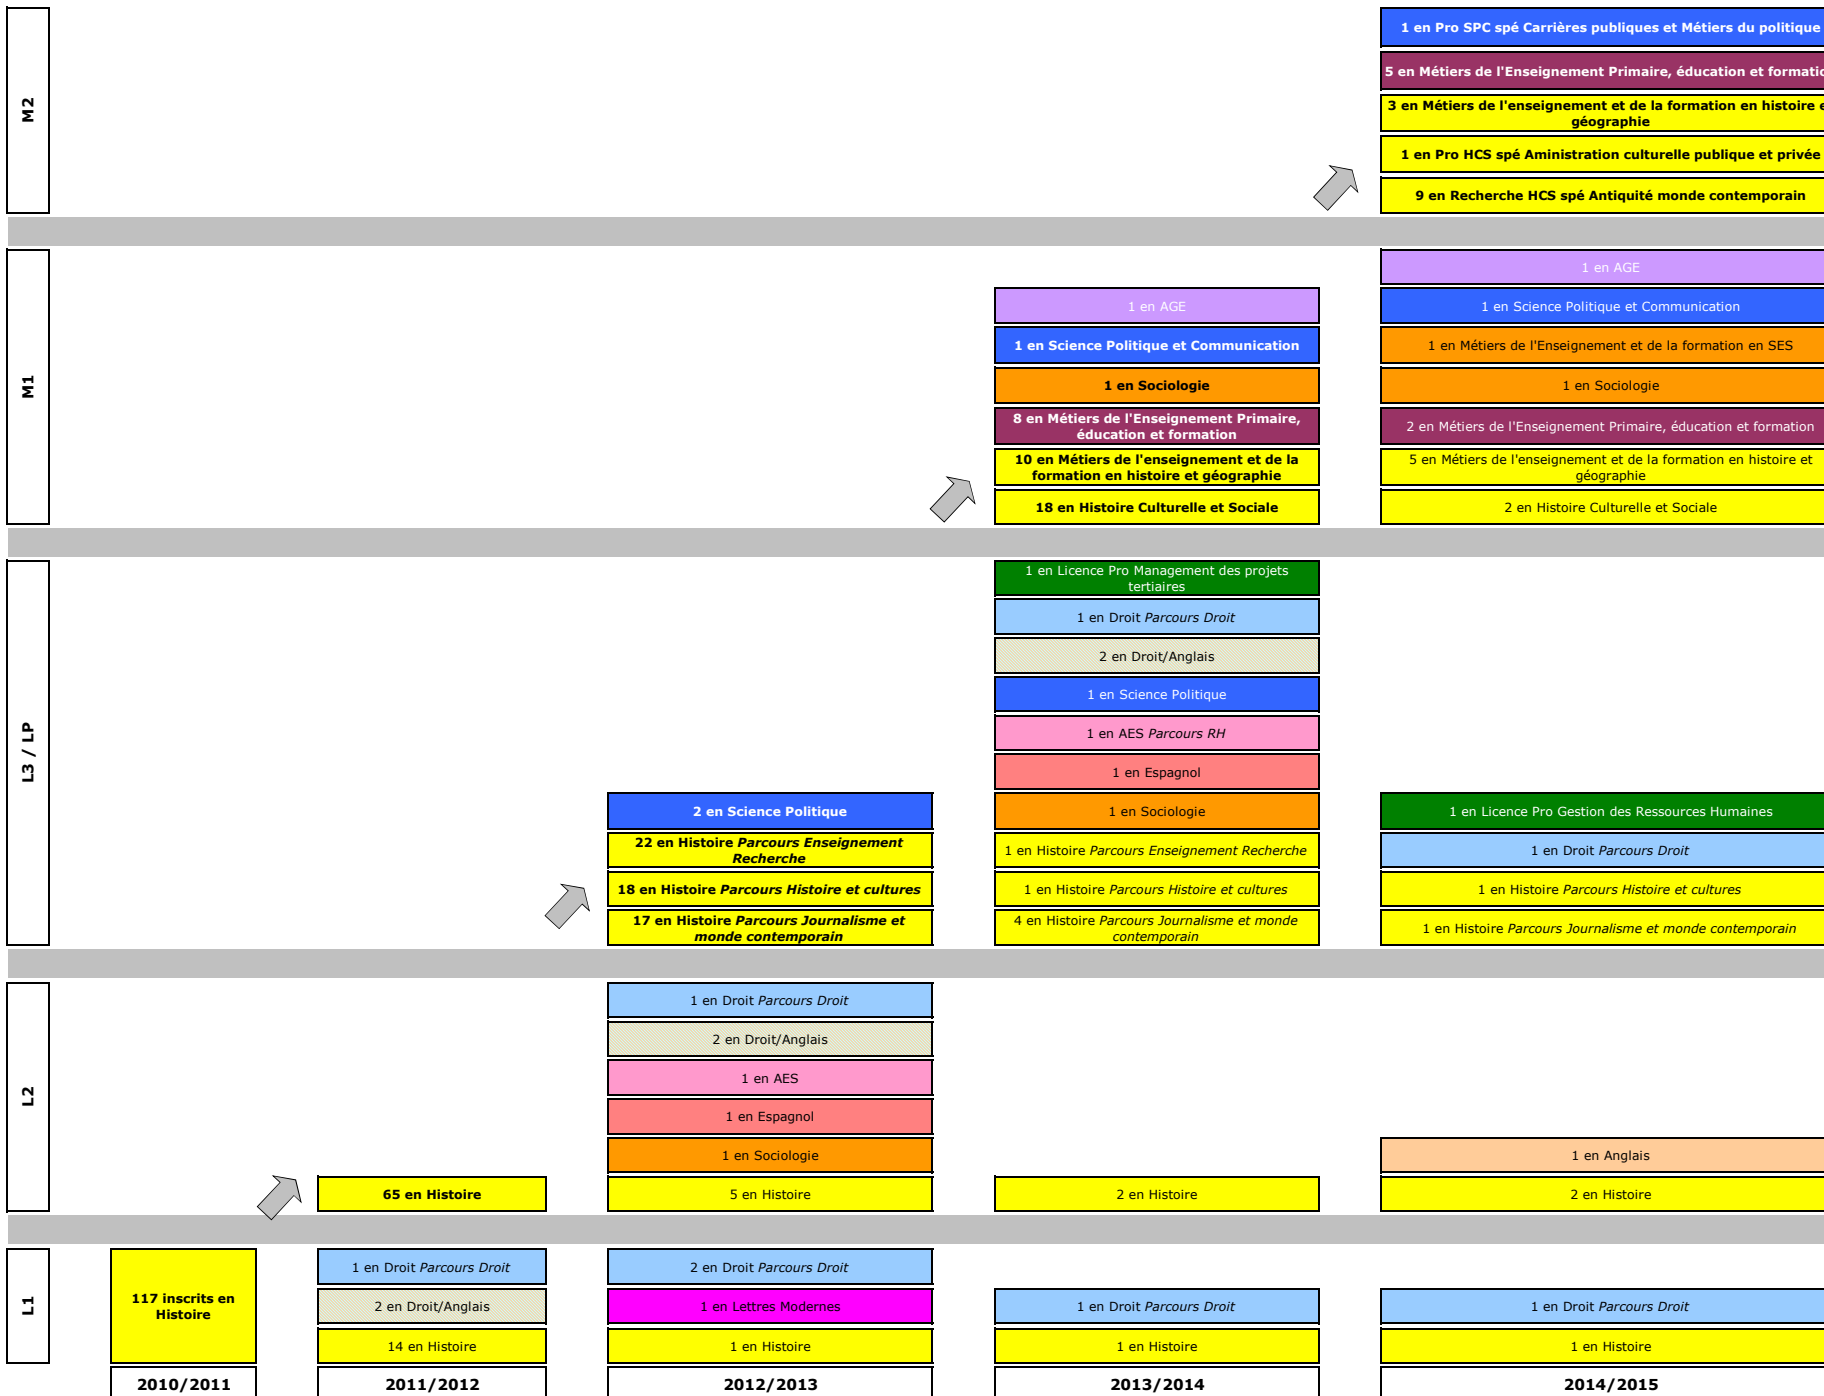 M2
1 en Pro SPC spé Carrières publiques et Métiers du politique
5 en Métiers de l'Enseignement Primaire, éducation et formatio
3 en Métiers de l'enseignement et de la formation en histoire e
géographie
1 en Pro HCS spé Aministration culturelle publique et privée
9 en Recherche HCS spé Antiquité monde contemporain
M1
1 en AGE
1 en Science Politique et Communication
1 en Sociologie
8 en Métiers de l'Enseignement Primaire,
éducation et formation
10 en Métiers de l'enseignement et de la
formation en histoire et géographie
18 en Histoire Culturelle et Sociale
1 en AGE
1 en Science Politique et Communication
1 en Métiers de l'Enseignement et de la formation en SES
1 en Sociologie
2 en Métiers de l'Enseignement Primaire, éducation et formation
5 en Métiers de l'enseignement et de la formation en histoire et
géographie
2 en Histoire Culturelle et Sociale
L3 / LP
2 en Science Politique
22 en Histoire Parcours Enseignement
Recherche
18 en Histoire Parcours Histoire et cultures
17 en Histoire Parcours Journalisme et
monde contemporain
1 en Licence Pro Management des projets
tertiaires
1 en Droit Parcours Droit
2 en Droit/Anglais
1 en Science Politique
1 en AES Parcours RH
1 en Espagnol
1 en Sociologie
1 en Histoire Parcours Enseignement Recherche
1 en Histoire Parcours Histoire et cultures
4 en Histoire Parcours Journalisme et monde
contemporain
1 en Licence Pro Gestion des Ressources Humaines
1 en Droit Parcours Droit
1 en Histoire Parcours Histoire et cultures
1 en Histoire Parcours Journalisme et monde contemporain
L2
65 en Histoire
1 en Droit Parcours Droit
2 en Droit/Anglais
1 en AES
1 en Espagnol
1 en Sociologie
5 en Histoire
2 en Histoire
1 en Anglais
2 en Histoire
L1
117 inscrits en
Histoire
1 en Droit Parcours Droit
2 en Droit/Anglais
14 en Histoire
2 en Droit Parcours Droit
1 en Lettres Modernes
1 en Histoire
1 en Droit Parcours Droit
1 en Histoire
1 en Droit Parcours Droit
1 en Histoire
2010/2011
2011/2012
2012/2013
2013/2014
2014/2015